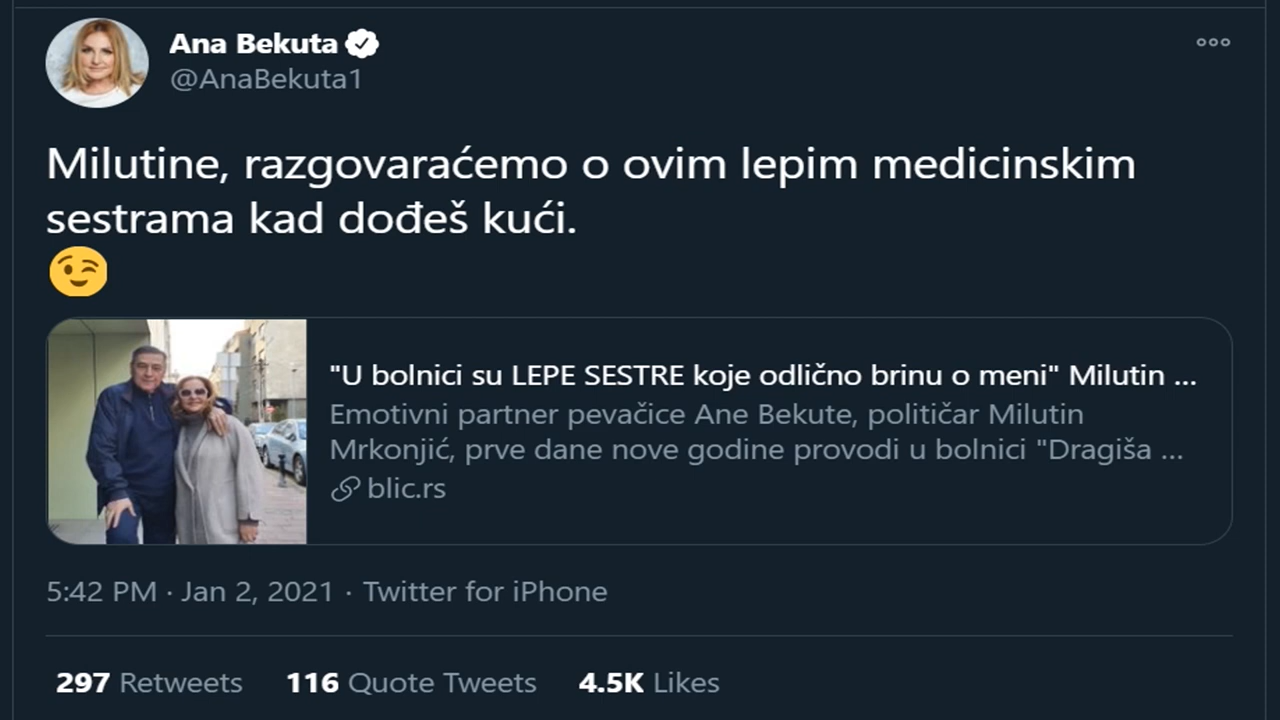 Ana Bekuta
@AnaBekuta1
Milutine, razgovaraćemo o ovim lepim medicinskim
sestrama kad dođeš kući.
"U bolnici su LEPE SESTRE koje odlično brinu o meni" Milutin ...
Emotivni partner pevačice Ane Bekute, političar Milutin
Mrkonjić, prve dane nove godine provodi u bolnici "Dragiša ...
blic.rs
5:42 PM · Jan 2, 2021 · Twitter for iPhone
297 Retweets 116 Quote Tweets 4.5K Likes